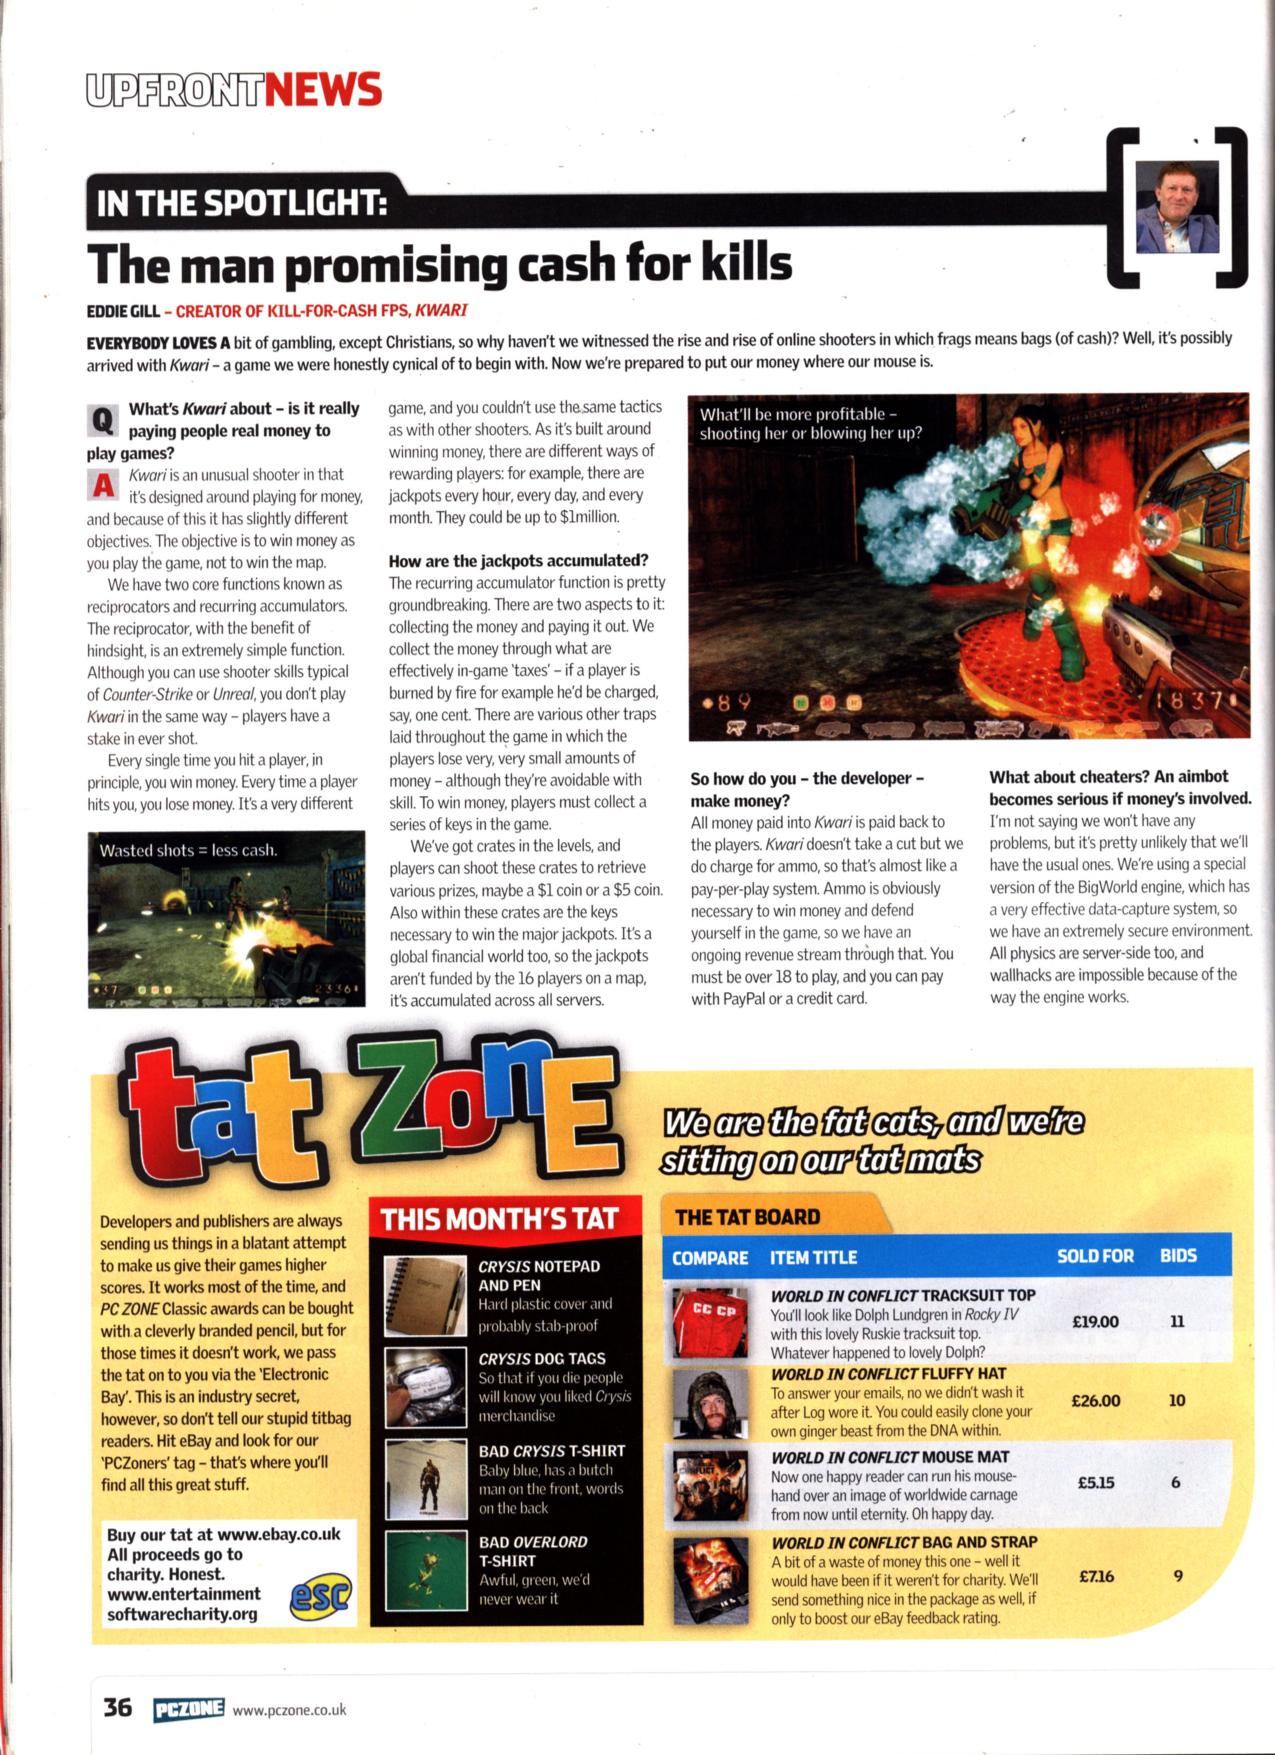 UPFRONTNEWS
IN THE SPOTLIGHT:
The man promising cash for kills
EDDIE GILL – CREATOR OF KILL-FOR-CASH FPS, KWARI
EVERYBODY LOVES A bit of gambling, except Christians, so why haven't we witnessed the rise and rise of online shooters in which frags means bags (of cash)? Well, it's possibly
arrived with Kwari – a game we were honestly cynical of to begin with. Now we're prepared to put our money where our mouse is.
Q What's Kwari about – is it really
paying people real money to
play games?
A Kwari is an unusual shooter in that
it's designed around playing for money,
and because of this it has slightly different
objectives. The objective is to win money as
you play the game, not to win the map.
We have two core functions known as
reciprocators and recurring accumulators.
The reciprocator, with the benefit of
hindsight, is an extremely simple function.
Although you can use shooter skills typical
of Counter-Strike or Unreal, you don't play
Kwari in the same way – players have a
stake in ever shot.
Every single time you hit a player, in
principle, you win money. Every time a player
hits you, you lose money. It's a very different
Wasted shots = less cash.
37
2336
game, and you couldn't use the same tactics
as with other shooters. As it's built around
winning money, there are different ways of
rewarding players: for example, there are
jackpots every hour, every day, and every
month. They could be up to $1million.
How are the jackpots accumulated?
The recurring accumulator function is pretty
groundbreaking. There are two aspects to it:
collecting the money and paying it out. We
collect the money through what are
effectively in-game 'taxes' – if a player is
burned by fire for example he'd be charged,
say, one cent. There are various other traps
laid throughout the game in which the
players lose very, very small amounts of
money – although they're avoidable with
skill. To win money, players must collect a
series of keys in the game.
We've got crates in the levels, and
players can shoot these crates to retrieve
various prizes, maybe a $1 coin or a $5 coin.
Also within these crates are the keys
necessary to win the major jackpots. It's a
global financial world too, so the jackpots
aren't funded by the 16 players on a map,
it's accumulated across all servers.
What'll be more profitable –
shooting her or blowing her up?
89
1837
So how do you – the developer –
make money?
All money paid into Kwari is paid back to
the players. Kwari doesn't take a cut but we
do charge for ammo, so that's almost like a
pay-per-play system. Ammo is obviously
necessary to win money and defend
yourself in the game, so we have an
ongoing revenue stream through that. You
must be over 18 to play, and you can pay
with PayPal or a credit card.
What about cheaters? An aimbot
becomes serious if money's involved.
I'm not saying we won't have any
problems, but it's pretty unlikely that we'll
have the usual ones. We're using a special
version of the BigWorld engine, which has
a very effective data-capture system, so
we have an extremely secure environment.
All physics are server-side too, and
wallhacks are impossible because of the
way the engine works.
tat ZonE
We are the fat cats, and we're
sitting on our tat mats
Developers and publishers are always
sending us things in a blatant attempt
to make us give their games higher
scores. It works most of the time, and
PC ZONE Classic awards can be bought
with a cleverly branded pencil, but for
those times it doesn't work, we pass
the tat on to you via the 'Electronic
Bay'. This is an industry secret,
however, so don't tell our stupid titbag
readers. Hit eBay and look for our
'PCZoners' tag – that's where you'll
find all this great stuff.
Buy our tat at www.ebay.co.uk
All proceeds go to
charity. Honest.
www.entertainment
softwarecharity.org
esc
THIS MONTH'S TAT
CRYSIS NOTEPAD
AND PEN
Hard plastic cover and
probably stab-proof
CRYSIS DOG TAGS
So that if you die people
will know you liked Crysis
merchandise
BAD CRYSIS T-SHIRT
Baby blue, has a butch
man on the front, words
on the back
BAD OVERLORD
T-SHIRT
Awful, green, we'd
never wear it
THE TAT BOARD
COMPARE ITEM TITLE SOLD FOR BIDS
CC CP
WORLD IN CONFLICT TRACKSUIT TOP
You'll look like Dolph Lundgren in Rocky IV
with this lovely Ruskie tracksuit top.
Whatever happened to lovely Dolph?
£19.00 11
WORLD IN CONFLICT FLUFFY HAT
To answer your emails, no we didn't wash it
after Log wore it. You could easily clone your
own ginger beast from the DNA within.
£26.00 10
WORLD IN CONFLICT MOUSE MAT
Now one happy reader can run his mouse-
hand over an image of worldwide carnage
from now until eternity. Oh happy day.
£5.15 6
WORLD IN CONFLICT BAG AND STRAP
A bit of a waste of money this one – well it
would have been if it weren't for charity. We'll
send something nice in the package as well, if
only to boost our eBay feedback rating.
£7.16 9
36 PCZONE www.pczone.co.uk